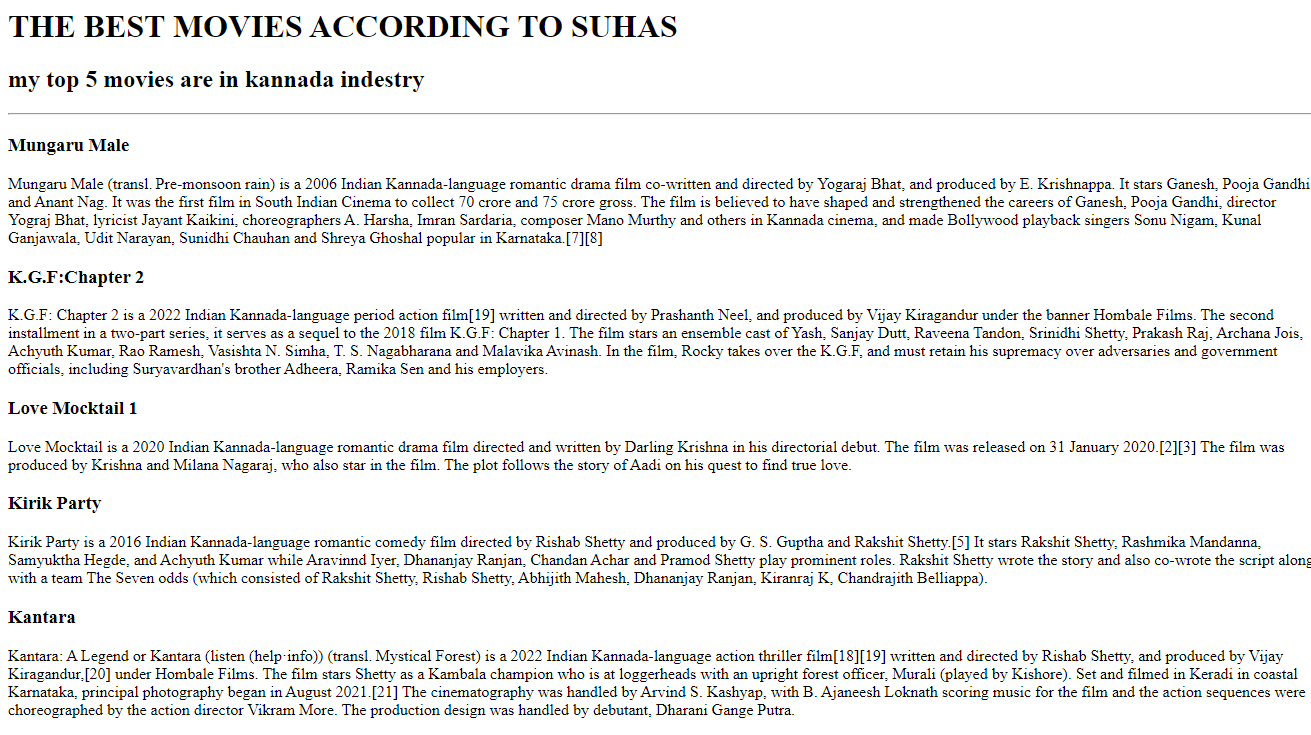 THE BEST MOVIES ACCORDING TO SUHAS
my top 5 movies are in kannada indestry
Mungaru Male
Mungaru Male (transl. Pre-monsoon rain) is a 2006 Indian Kannada-language romantic drama film co-written and directed by Yogaraj Bhat, and produced by E. Krishnappa. It stars Ganesh, Pooja Gandhi
and Anant Nag. It was the first film in South Indian Cinema to collect 70 crore and 75 crore gross. The film is believed to have shaped and strengthened the careers of Ganesh, Pooja Gandhi, director
Yograj Bhat, lyricist Jayant Kaikini, choreographers A. Harsha, Imran Sardaria, composer Mano Murthy and others in Kannada cinema, and made Bollywood playback singers Sonu Nigam, Kunal
Ganjawala, Udit Narayan, Sunidhi Chauhan and Shreya Ghoshal popular in Karnataka.[7][8]
K.G.F:Chapter 2
K.G.F: Chapter 2 is a 2022 Indian Kannada-language period action film[19] written and directed by Prashanth Neel, and produced by Vijay Kiragandur under the banner Hombale Films. The second
installment in a two-part series, it serves as a sequel to the 2018 film K.G.F: Chapter 1. The film stars an ensemble cast of Yash, Sanjay Dutt, Raveena Tandon, Srinidhi Shetty, Prakash Raj, Archana Jois,
Achyuth Kumar, Rao Ramesh, Vasishta N. Simha, T. S. Nagabharana and Malavika Avinash. In the film, Rocky takes over the K.G.F, and must retain his supremacy over adversaries and government
officials, including Suryavardhan's brother Adheera, Ramika Sen and his employers.
Love Mocktail 1
Love Mocktail is a 2020 Indian Kannada-language romantic drama film directed and written by Darling Krishna in his directorial debut. The film was released on 31 January 2020.[2][3] The film was
produced by Krishna and Milana Nagaraj, who also star in the film. The plot follows the story of Aadi on his quest to find true love.
Kirik Party
Kirik Party is a 2016 Indian Kannada-language romantic comedy film directed by Rishab Shetty and produced by G. S. Guptha and Rakshit Shetty.[5] It stars Rakshit Shetty, Rashmika Mandanna,
Samyuktha Hegde, and Achyuth Kumar while Aravinnd Iyer, Dhananjay Ranjan, Chandan Achar and Pramod Shetty play prominent roles. Rakshit Shetty wrote the story and also co-wrote the script along
with a team The Seven odds (which consisted of Rakshit Shetty, Rishab Shetty, Abhijith Mahesh, Dhananjay Ranjan, Kiranraj K, Chandrajith Belliappa).
Kantara
Kantara: A Legend or Kantara (listen (help·info)) (transl. Mystical Forest) is a 2022 Indian Kannada-language action thriller film[18][19] written and directed by Rishab Shetty, and produced by Vijay
Kiragandur,[20] under Hombale Films. The film stars Shetty as a Kambala champion who is at loggerheads with an upright forest officer, Murali (played by Kishore). Set and filmed in Keradi in coastal
Karnataka, principal photography began in August 2021.[21] The cinematography was handled by Arvind S. Kashyap, with B. Ajaneesh Loknath scoring music for the film and the action sequences were
choreographed by the action director Vikram More. The production design was handled by debutant, Dharani Gange Putra.